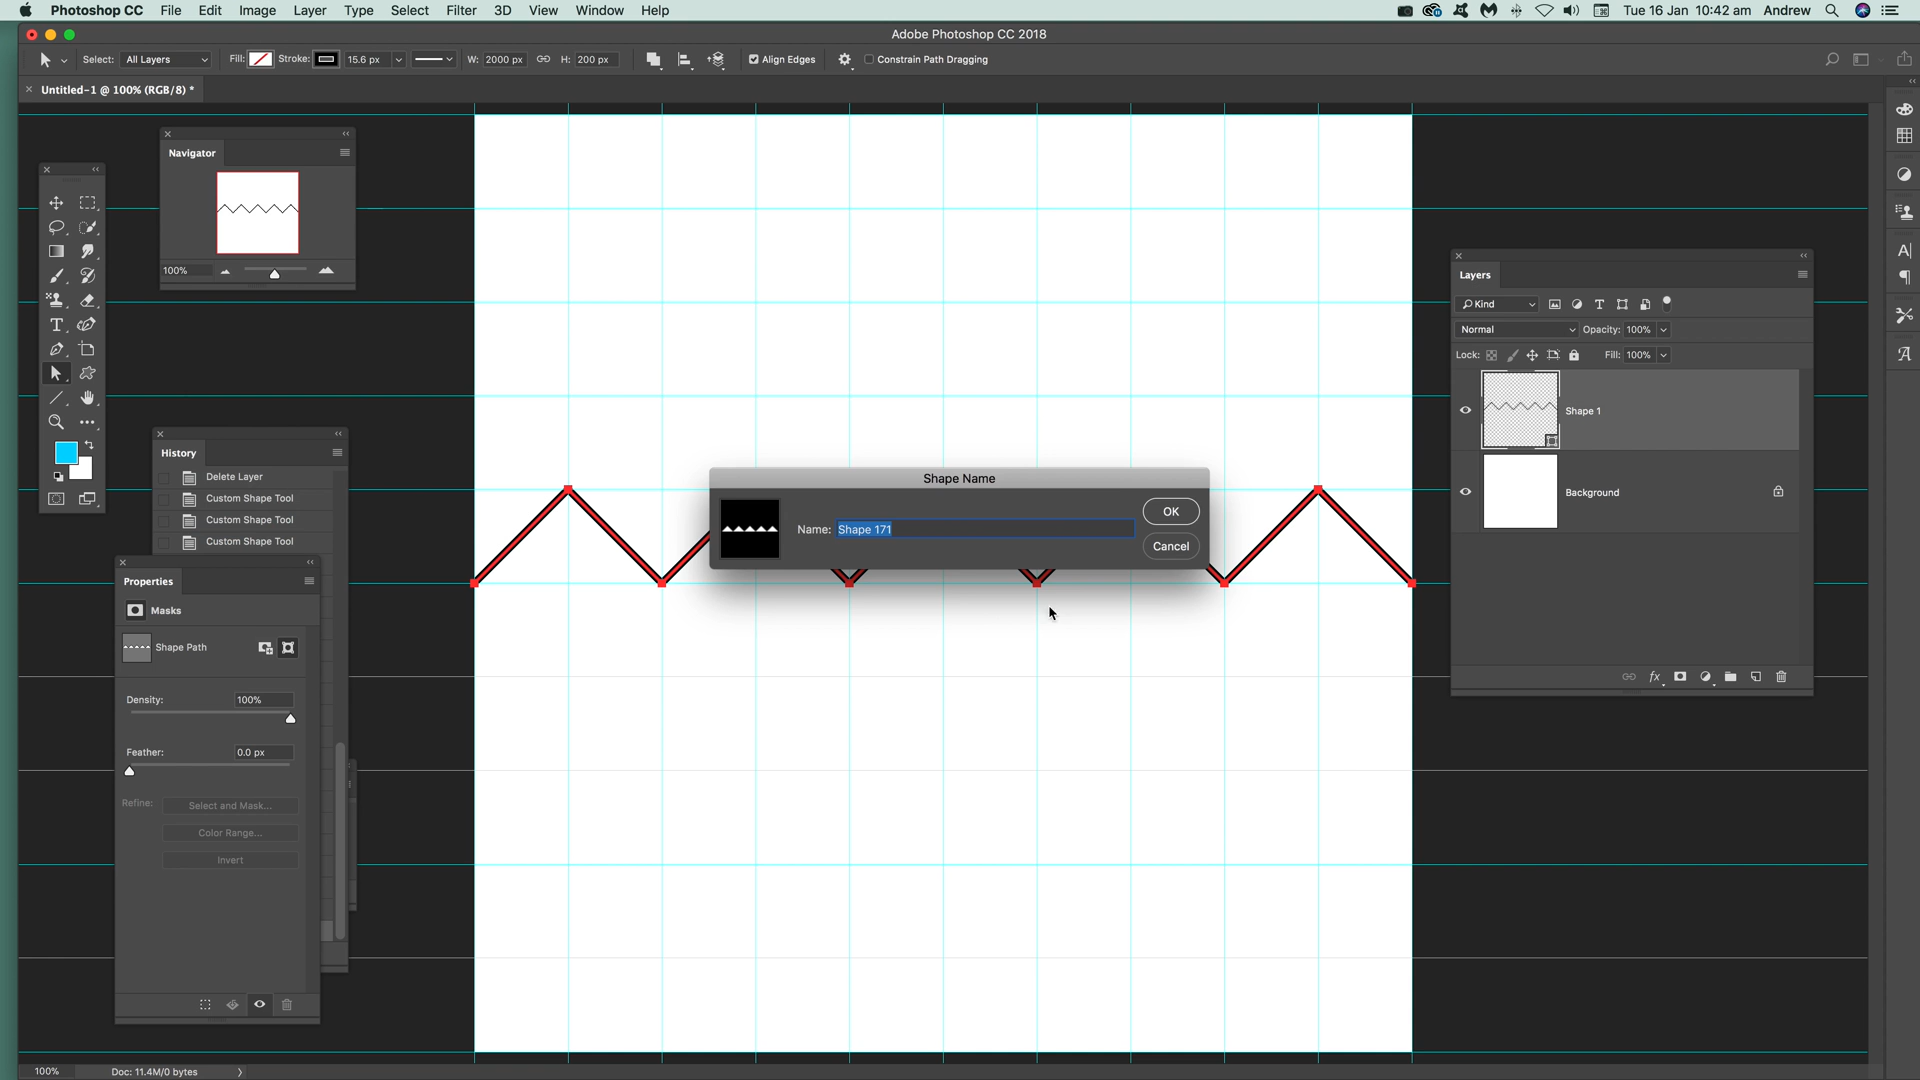 Photoshop CC File Edit Image Layer Type Select Filter 3D View Window Help Tue 16 Jan 10:42 am Andrew
Adobe Photoshop CC 2018
Select: All Layers Fill: Stroke: 15.6 px W: 2000 px H: 200 px Align Edges Constrain Path Dragging
Untitled-1 @ 100% (RGB/8) *
Navigator
100%
History
Delete Layer
Custom Shape Tool
Custom Shape Tool
Custom Shape Tool
Properties
Masks
Shape Path
Density: 100%
Feather: 0.0 px
Refine: Select and Mask...
Color Range...
Invert
Shape Name
Name: Shape 171
OK
Cancel
Layers
Kind
Normal Opacity: 100%
Lock: Fill: 100%
Shape 1
Background
fx
100% Doc: 11.4M/0 bytes